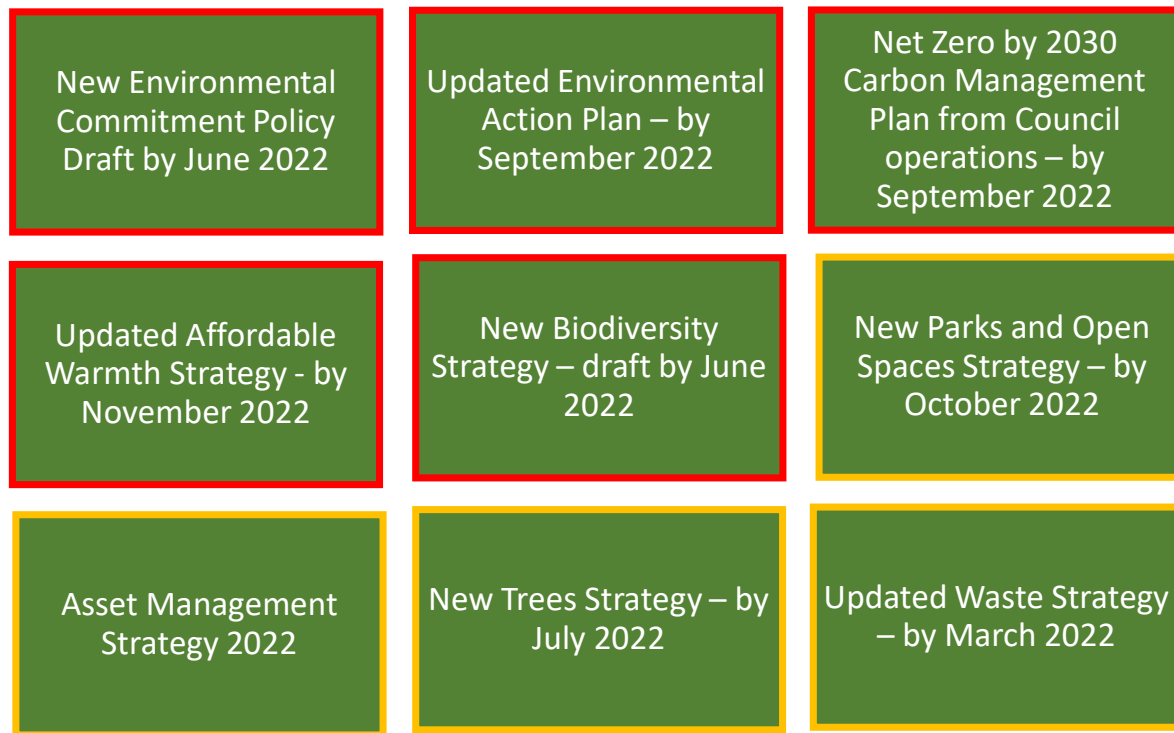 New Environmental
Commitment Policy
Draft by June 2022
Updated Environmental
Action Plan – by
September 2022
Net Zero by 2030
Carbon Management
Plan from Council
operations – by
September 2022
Updated Affordable
Warmth Strategy - by
November 2022
New Biodiversity
Strategy – draft by June
2022
New Parks and Open
Spaces Strategy – by
October 2022
Asset Management
Strategy 2022
New Trees Strategy – by
July 2022
Updated Waste Strategy
– by March 2022